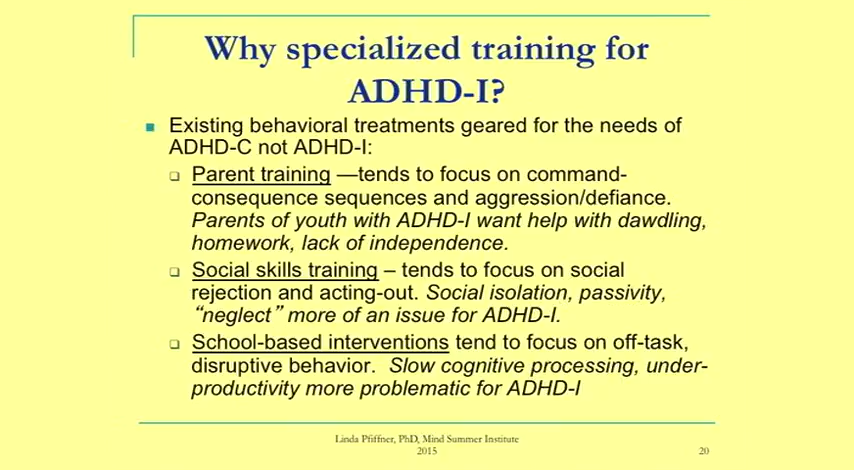 Why specialized training for
ADHD-I?
Existing behavioral treatments geared for the needs of
ADHD-C not ADHD-I:
Parent training —tends to focus on command-
consequence sequences and aggression/defiance.
Parents of youth with ADHD-I want help with dawdling,
homework, lack of independence.
Social skills training – tends to focus on social
rejection and acting-out. Social isolation, passivity,
“neglect” more of an issue for ADHD-I.
School-based interventions tend to focus on off-task,
disruptive behavior. Slow cognitive processing, under-
productivity more problematic for ADHD-I
Linda Pfiffner, PhD, Mind Summer Institute
2015
20